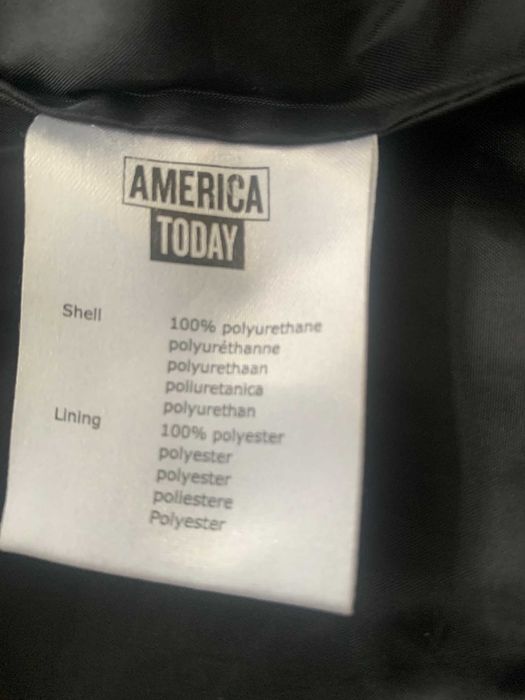 AMERICA
TODAY
Shell
100% polyurethane
polyuréthanne
polyurethaan
poliuretanica
polyurethan
Lining
100% polyester
polyester
polyester
poliestere
Polyester